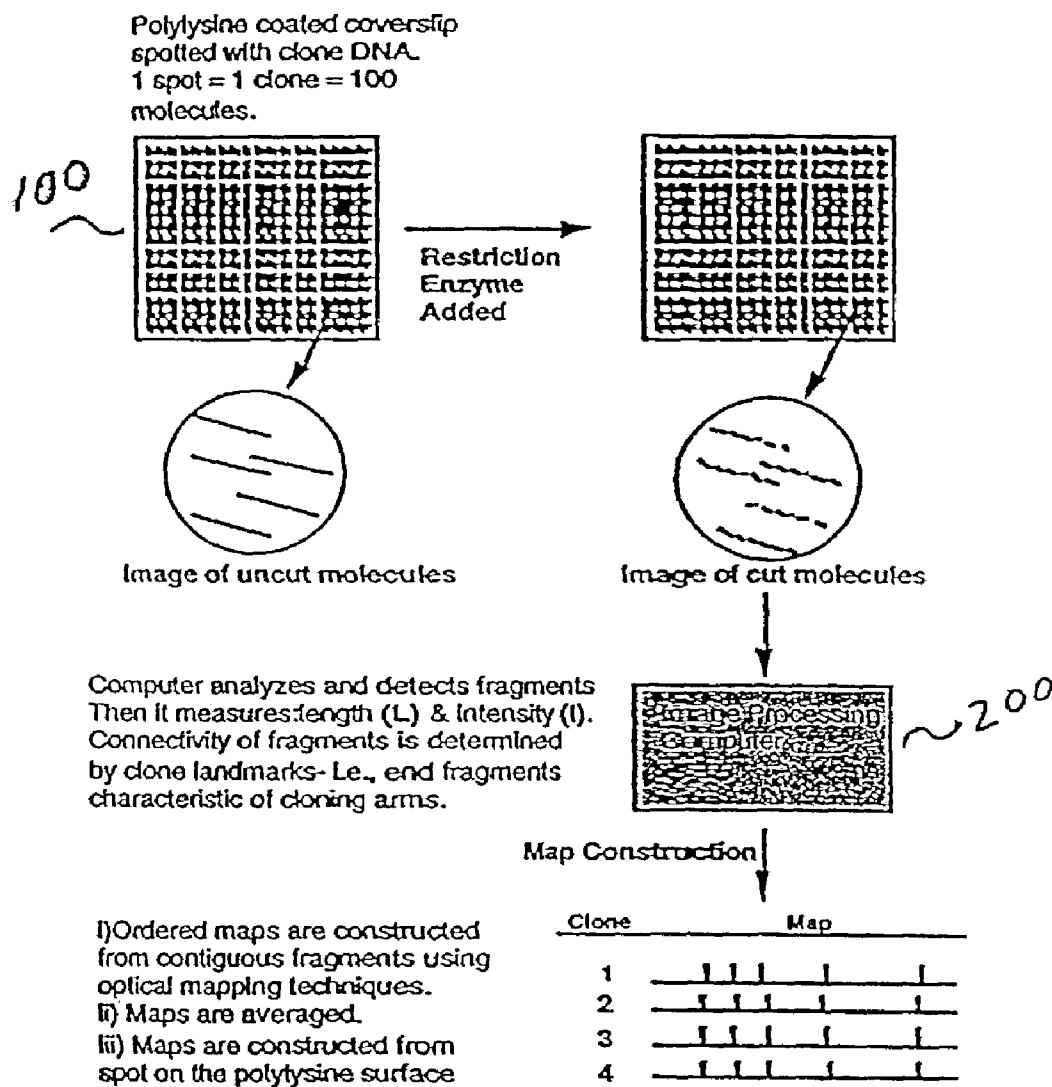 Polylysine coated coverslip
spotted with clone DNA.
1 spot = 1 clone = 100
molecules.
100
Restriction
Enzyme
Added
Image of uncut molecules
Image of cut molecules
Computer analyzes and detects fragments
Then it measures:length (L) & Intensity (I).
Connectivity of fragments is determined
by clone landmarks- i.e., end fragments
characteristic of cloning arms.
Image Processing
Computer
200
Map Construction
i)Ordered maps are constructed
from contiguous fragments using
optical mapping techniques.
ii) Maps are averaged.
iii) Maps are constructed from
spot on the polylysine surface
Clone Map
1
2
3
4